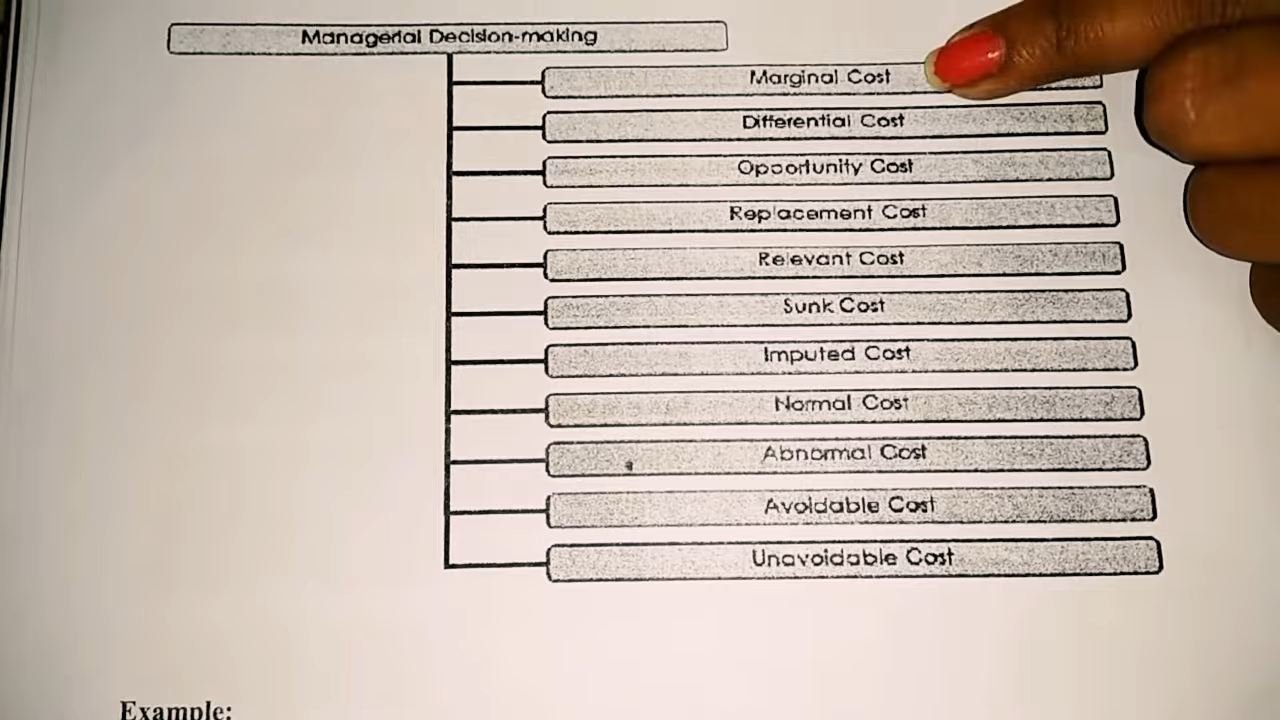 Managerial Decision-making
Marginal Cost
Differential Cost
Opportunity Cost
Replacement Cost
Relevant Cost
Sunk Cost
Imputed Cost
Normal Cost
Abnormal Cost
Avoidable Cost
Unavoidable Cost
Example: